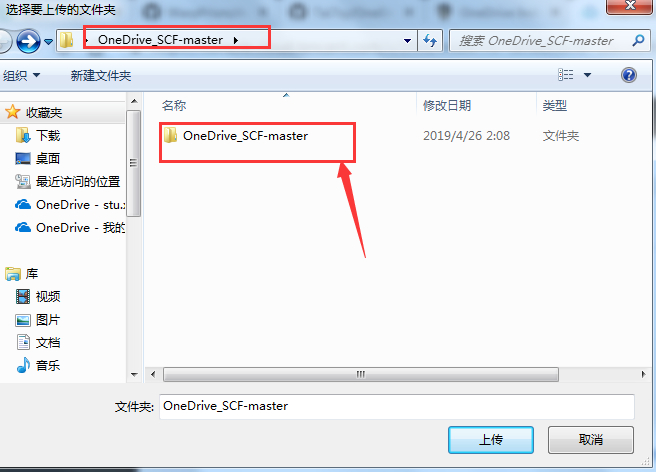 选择要上传的文件夹
OneDrive_SCF-master
搜索 OneDrive_SCF-master
组织 新建文件夹
名称 修改日期 类型
收藏夹
OneDrive_SCF-master 2019/4/26 2:08 文件夹
下载
桌面
最近访问的位置
OneDrive - stu.
OneDrive - 我的
库
视频
图片
文档
音乐
文件夹: OneDrive_SCF-master
上传 取消